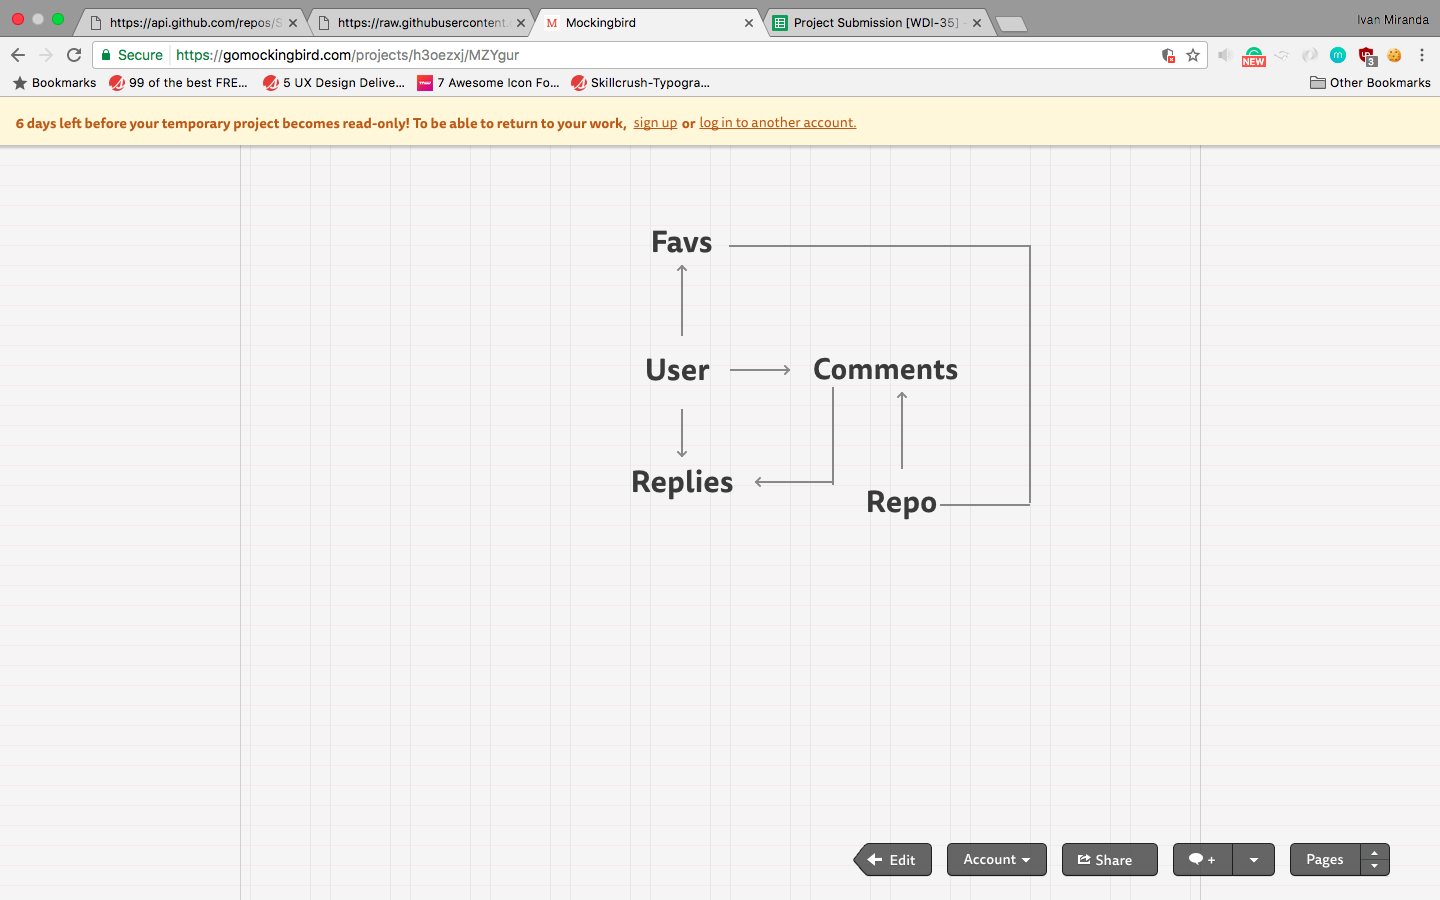 Ivan Miranda
https://api.github.com/repos/S
https://raw.githubusercontent.
Mockingbird
Project Submission [WDI-35] -
Secure https://gomockingbird.com/projects/h3oezxj/MZYgur
NEW
m
3
Bookmarks 99 of the best FRE... 5 UX Design Delive... 7 Awesome Icon Fo... Skillcrush-Typogra... Other Bookmarks
6 days left before your temporary project becomes read-only! To be able to return to your work, sign up or log in to another account.
Favs
User Comments
Replies
Repo
Edit Account Share + Pages